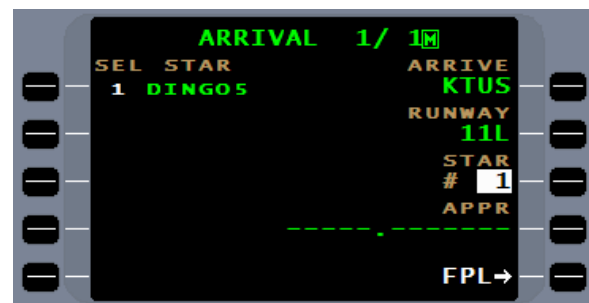 ARRIVAL 1/ 1M
SEL STAR ARRIVE
1 DINGO5 KTUS
RUNWAY
11L
STAR
# 1
APPR
-----.-------
FPL→